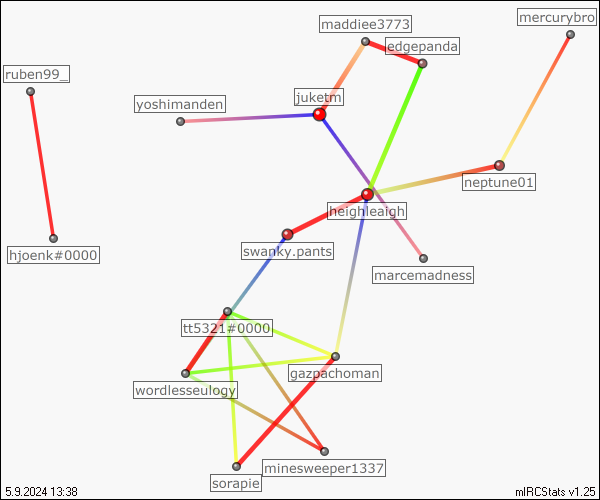 mercurybro
maddiee3773
edgepanda
ruben99_
juketm
yoshimanden
neptune01
heighleaigh
swanky.pants
hjoenk#0000
marcemadness
tt5321#0000
gazpachoman
wordlesseulogy
minesweeper1337
sorapie
5.9.2024 13:38
mIRCStats v1.25